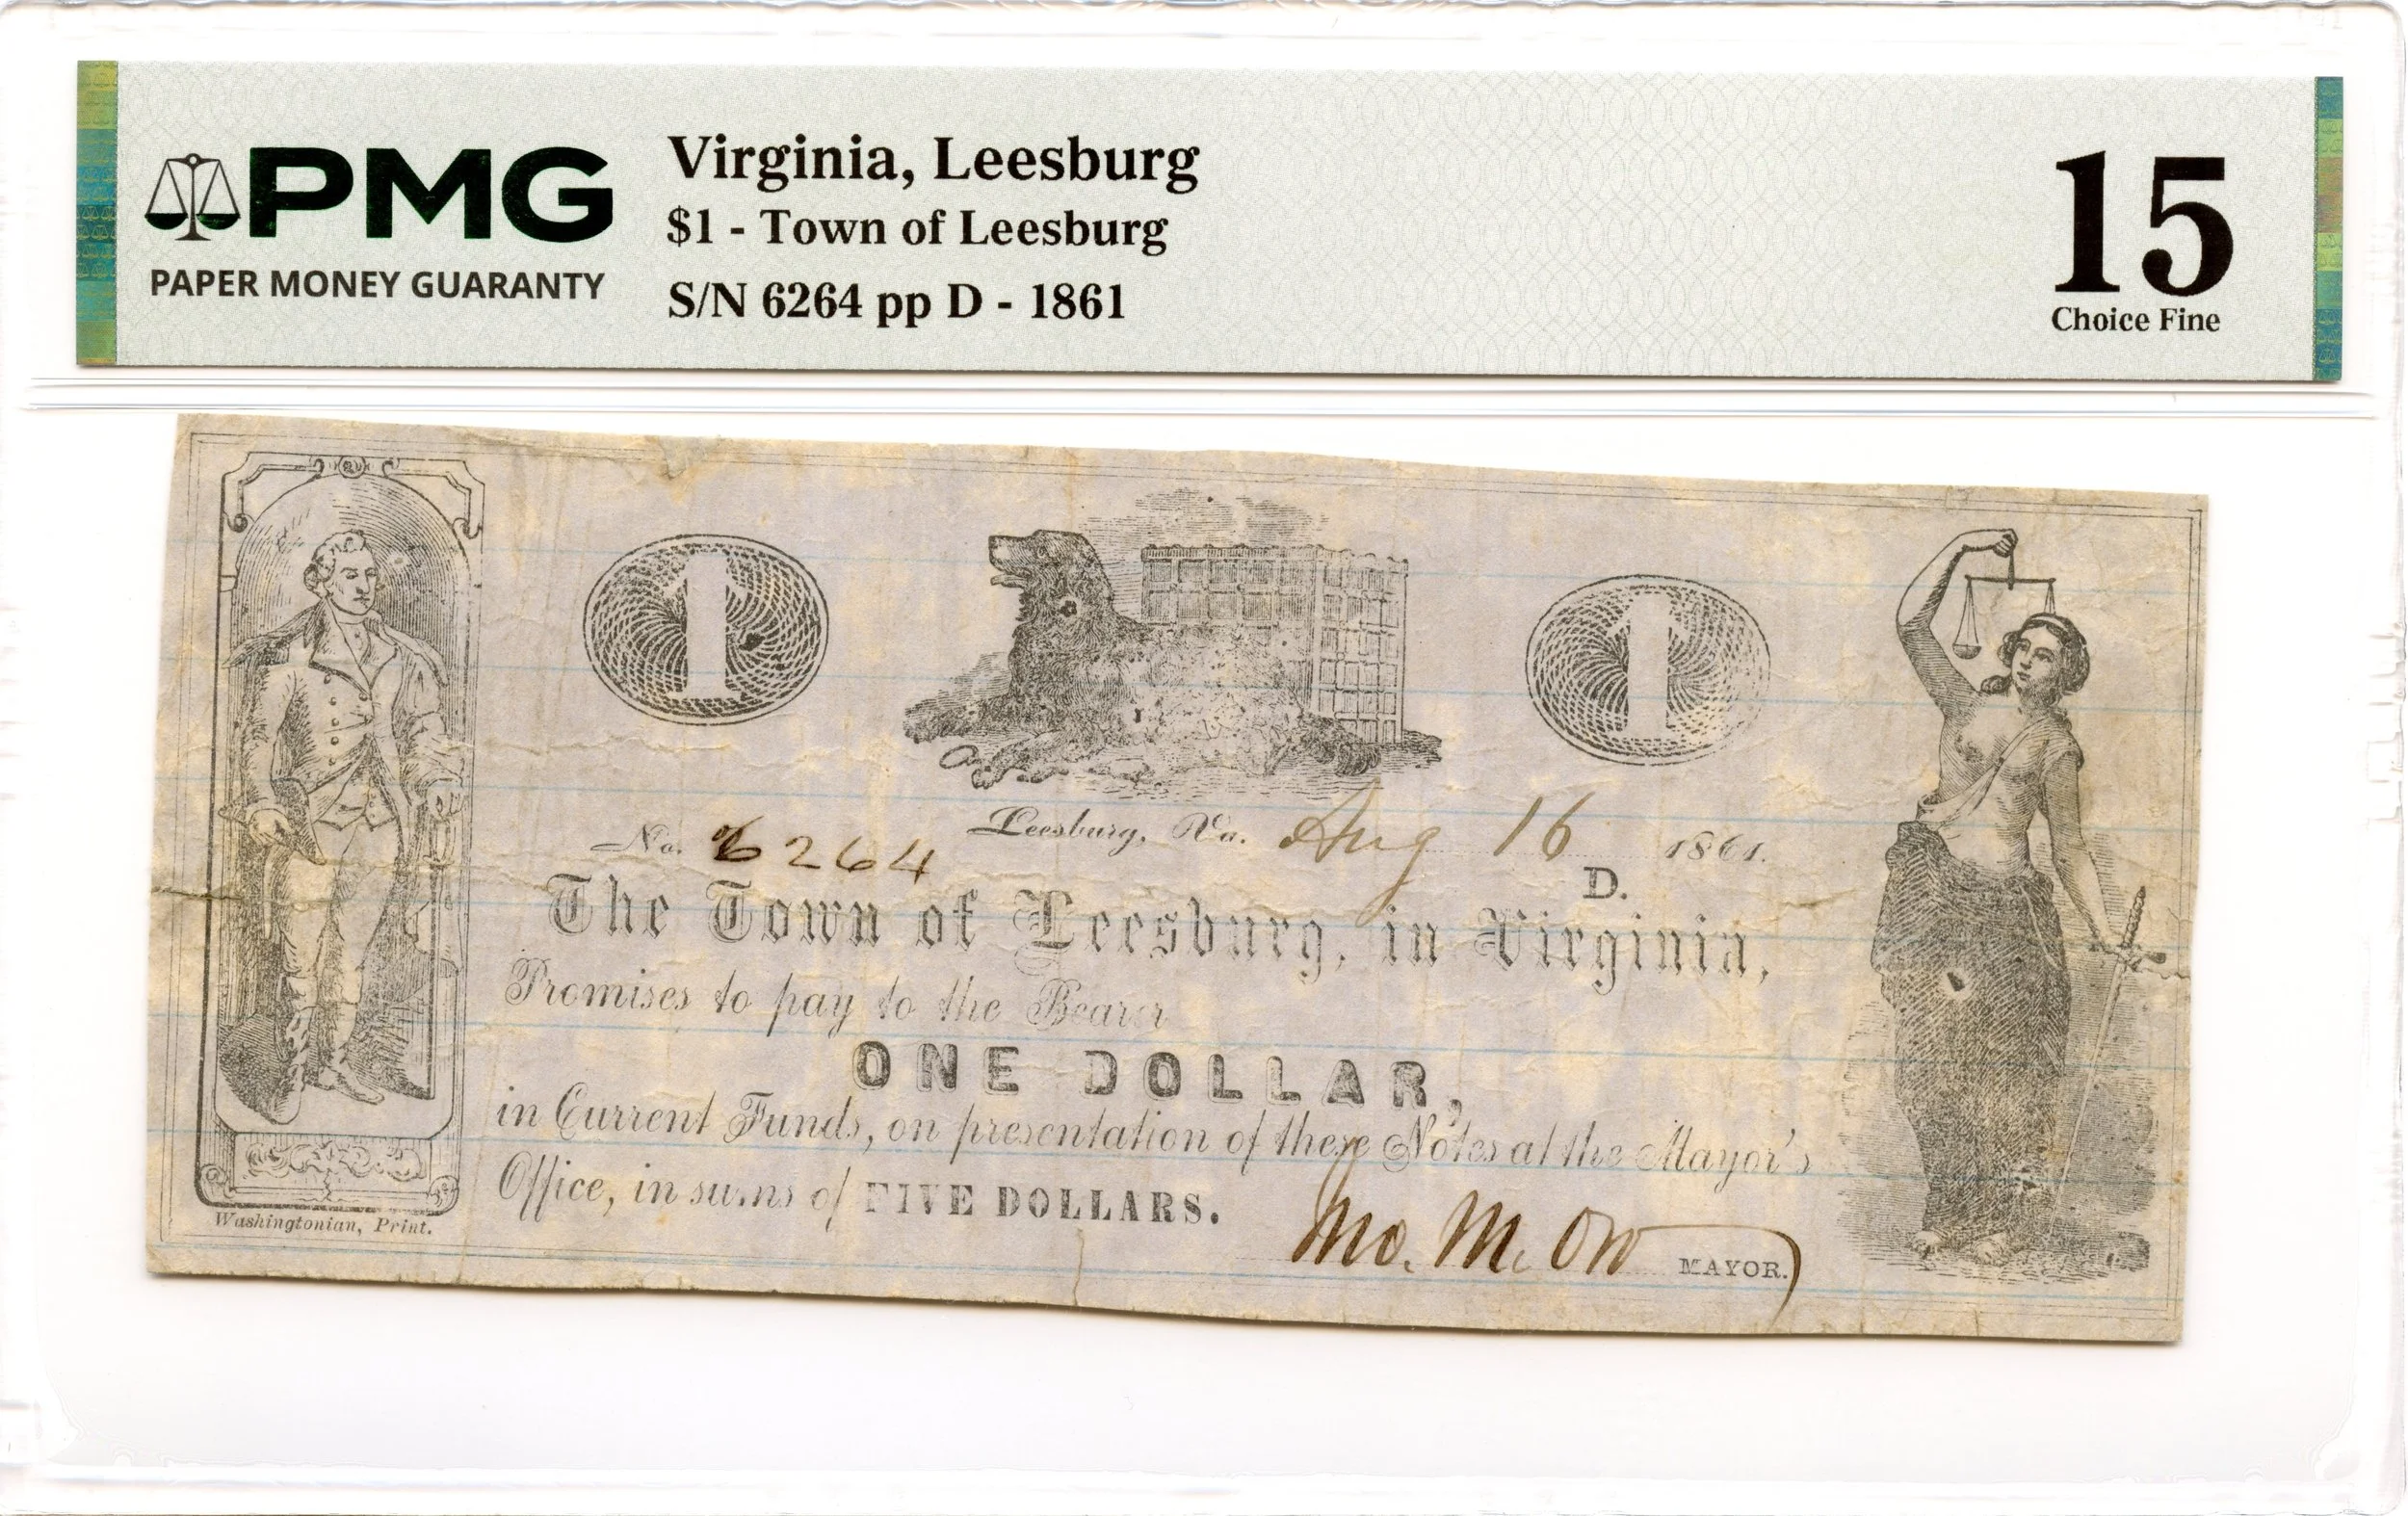 PMG
PAPER MONEY GUARANTY
Virginia, Leesburg
$1 - Town of Leesburg
S/N 6264 pp D - 1861
15
Choice Fine
1 1
No. 6264 Leesburg, Va. Aug 16 1861.
D.
The Town of Leesburg, in Virginia,
Promises to pay to the Bearer
ONE DOLLAR,
in Current Funds, on presentation of these Notes at the Mayor's
Office, in sums of FIVE DOLLARS.
Washingtonian, Print.
Jno. M. Orr MAYOR.